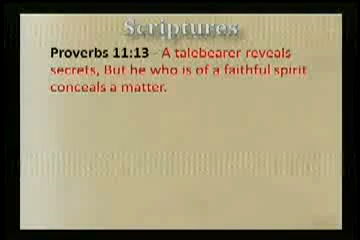 Scriptures
Proverbs 11:13 - A talebearer reveals
secrets, But he who is of a faithful spirit
conceals a matter.